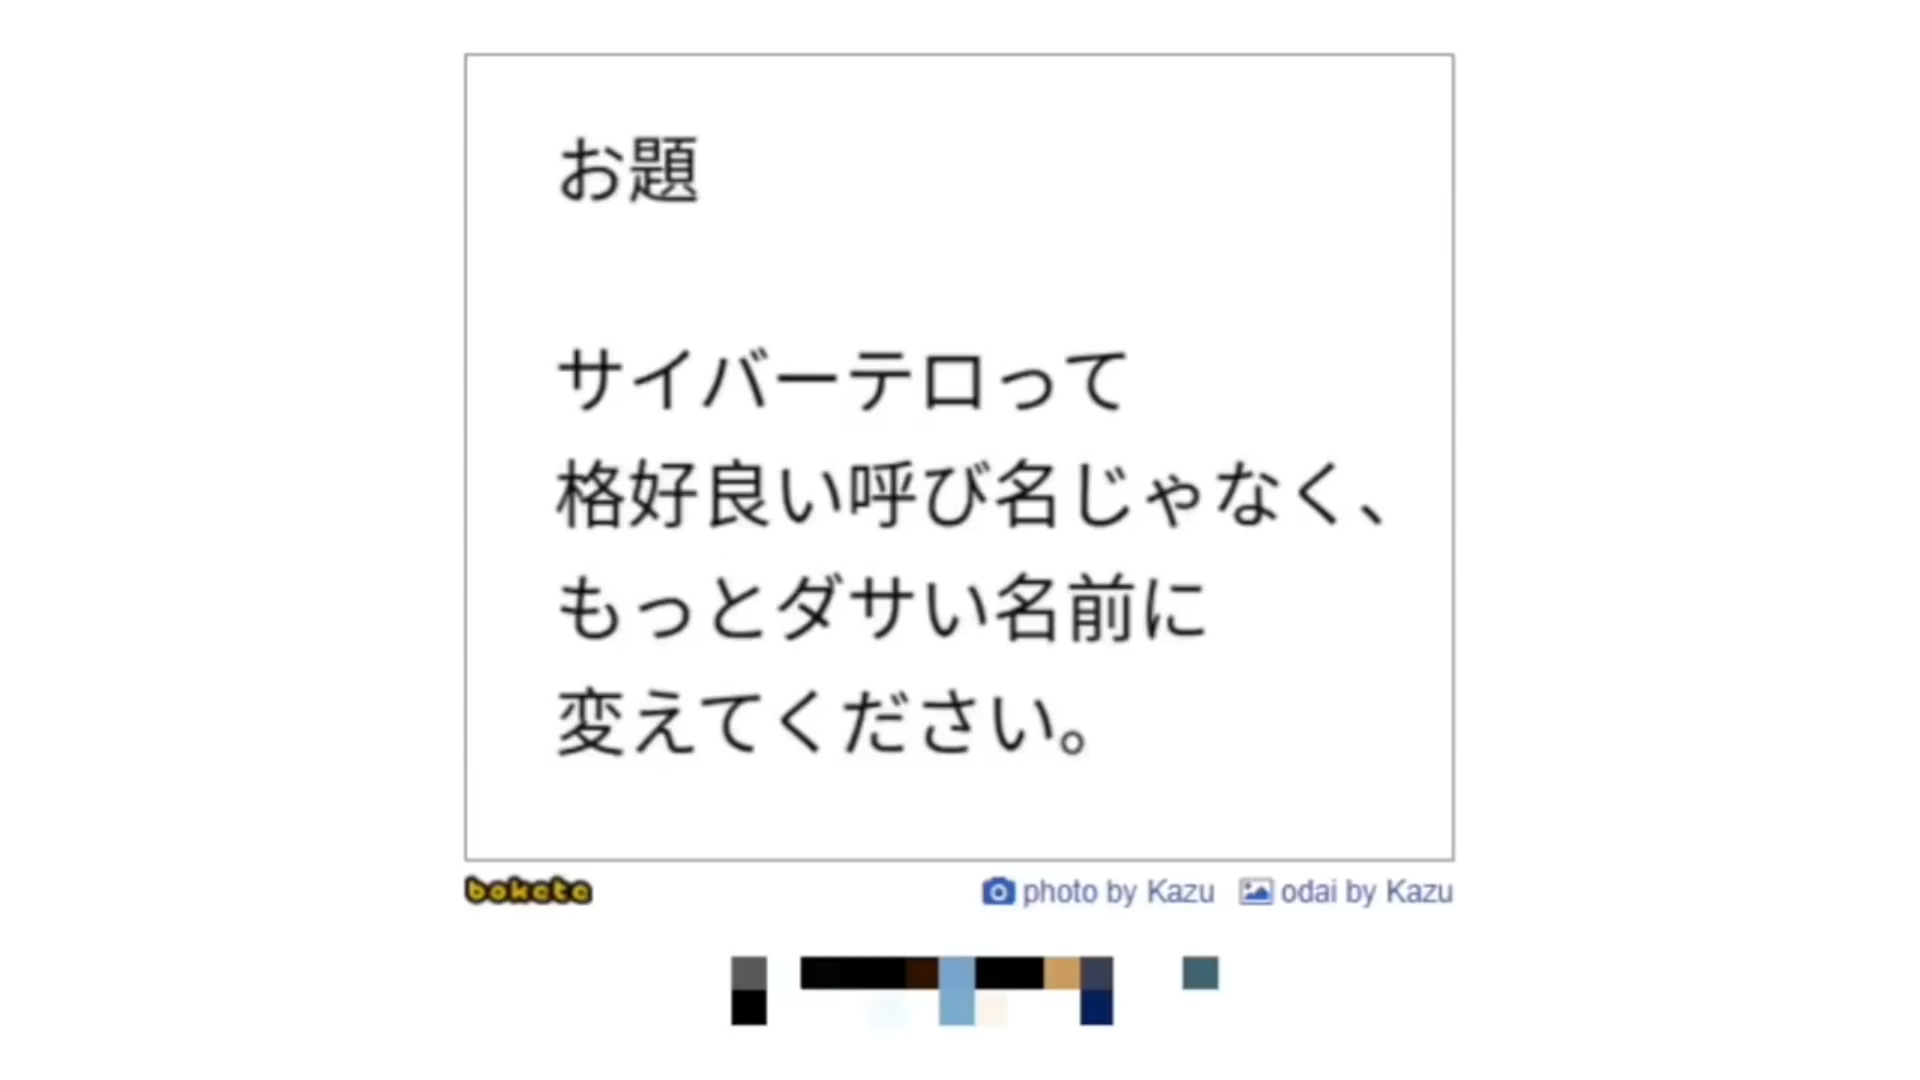 お題
サイバーテロって
格好良い呼び名じゃなく、
もっとダサい名前に
変えてください。
bokete
photo by Kazu odai by Kazu